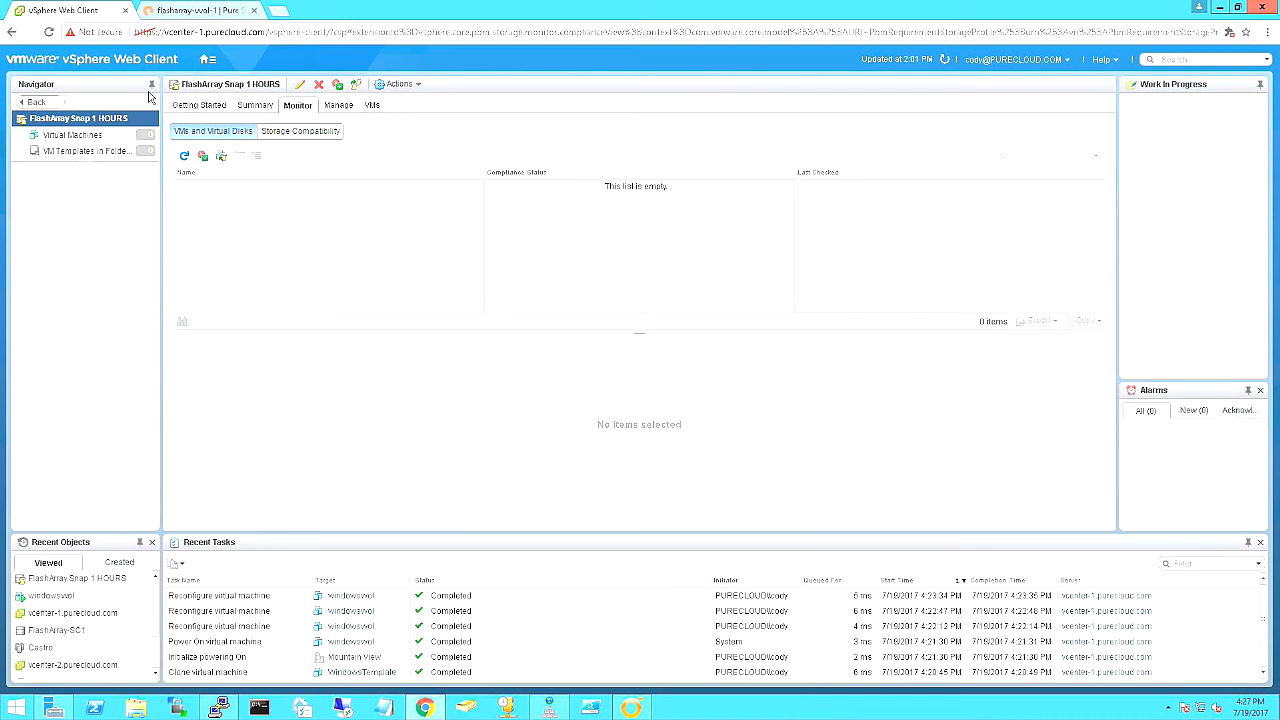 vSphere Web Client
flasharray-vvol-1 | Pure S
Not secure
vmware® vSphere Web Client
Updated at 2:01 PM
cody@PURECLOUD.COM
Help
Search
Navigator
Back
FlashArray Snap 1 HOURS
Virtual Machines
VM Templates in Folde...
FlashArray Snap 1 HOURS
Actions
Getting Started
Summary
Monitor
Manage
VMs
VMs and Virtual Disks
Storage Compatibility
Name
Compliance Status
Last Checked
This list is empty.
0 items
Export
Copy
No items selected
Work In Progress
Alarms
All (0)
New (0)
Acknowl...
Recent Objects
Viewed
Created
FlashArray Snap 1 HOURS
windowsvvol
vcenter-1.purecloud.com
FlashArray-SC1
Castro
vcenter-2.purecloud.com
Recent Tasks
Filter
Task Name Target Status Initiator Queued For Start Time 1 Completion Time Server
Reconfigure virtual machine windowsvvol Completed PURECLOUD\cody 5 ms 7/19/2017 4:23:34 PM 7/19/2017 4:23:36 PM vcenter-1.purecloud.com
Reconfigure virtual machine windowsvvol Completed PURECLOUD\cody 6 ms 7/19/2017 4:22:47 PM 7/19/2017 4:22:48 PM vcenter-1.purecloud.com
Reconfigure virtual machine windowsvvol Completed PURECLOUD\cody 4 ms 7/19/2017 4:22:12 PM 7/19/2017 4:22:14 PM vcenter-1.purecloud.com
Power On virtual machine windowsvvol Completed System 3 ms 7/19/2017 4:21:30 PM 7/19/2017 4:21:31 PM vcenter-1.purecloud.com
Initialize powering On Mountain View Completed PURECLOUD\cody 2 ms 7/19/2017 4:21:30 PM 7/19/2017 4:21:30 PM vcenter-1.purecloud.com
Clone virtual machine WindowsTemplate Completed PURECLOUD\cody 6 ms 7/19/2017 4:20:45 PM 7/19/2017 4:20:49 PM vcenter-1.purecloud.com
4:27 PM
7/19/2017